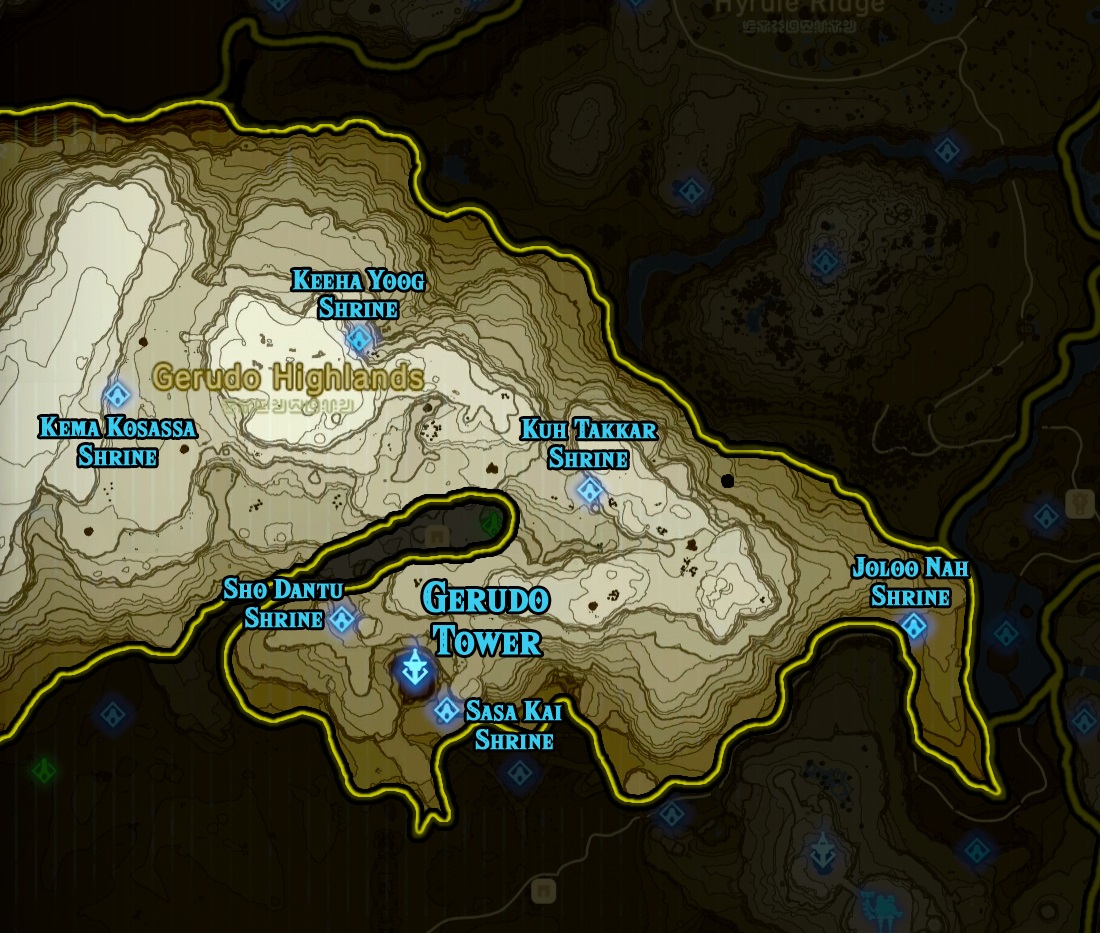 Hyrule Ridge
Keeha Yoog
Shrine
Gerudo Highlands
Kema Kosassa
Shrine
Kuh Takkar
Shrine
Joloo Nah
Shrine
Sho Dantu
Shrine
Gerudo
Tower
Sasa Kai
Shrine